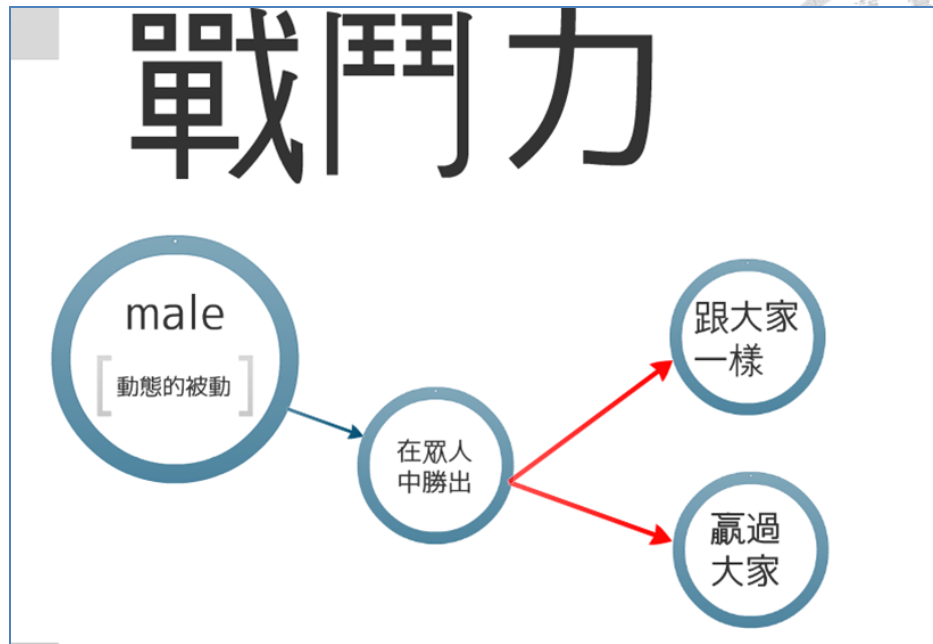 戰鬥力
male
動態的被動
在眾人
中勝出
跟大家
一樣
贏過
大家